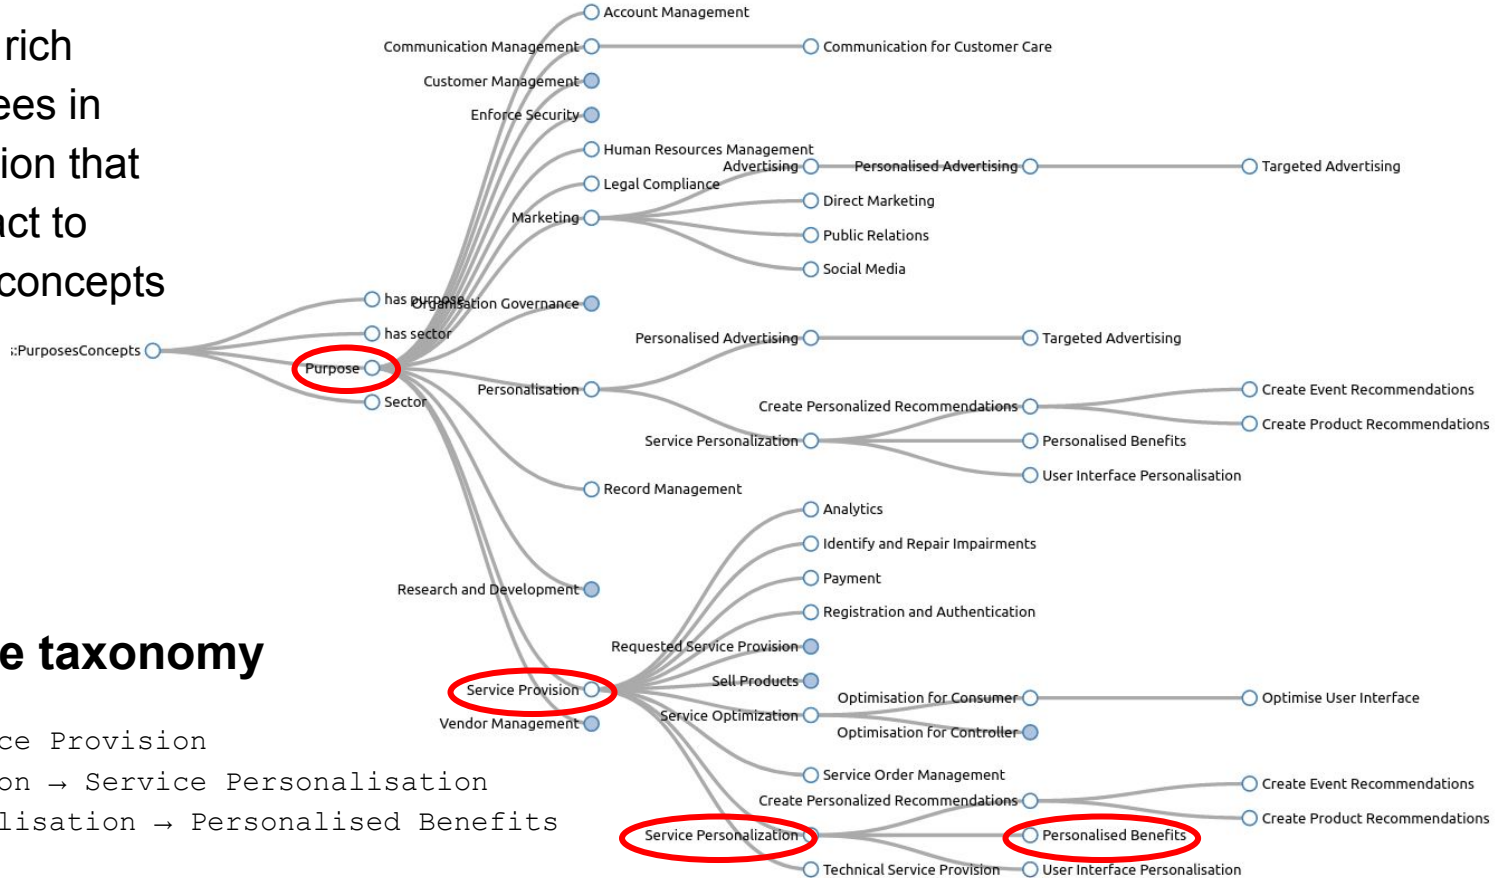 rich
ees in
ion that
act to
concepts
Account Management
Communication Management
Communication for Customer Care
Customer Management
Enforce Security
Human Resources Management
Advertising
Personalised Advertising
Targeted Advertising
Legal Compliance
Direct Marketing
Marketing
Public Relations
Social Media
has purpose
Organisation Governance
has sector
Personalised Advertising
Targeted Advertising
::PurposesConcepts
Purpose
Personalisation
Create Event Recommendations
Sector
Create Personalized Recommendations
Create Product Recommendations
Service Personalization
Personalised Benefits
User Interface Personalisation
Record Management
Analytics
Identify and Repair Impairments
Payment
Research and Development
Registration and Authentication
Requested Service Provision
e taxonomy
Sell Products
Service Provision
Optimisation for Consumer
Optimise User Interface
Service Optimization
Vendor Management
Optimisation for Controller
ce Provision
on → Service Personalisation
lisation → Personalised Benefits
Service Order Management
Create Event Recommendations
Create Personalized Recommendations
Create Product Recommendations
Service Personalization
Personalised Benefits
Technical Service Provision
User Interface Personalisation